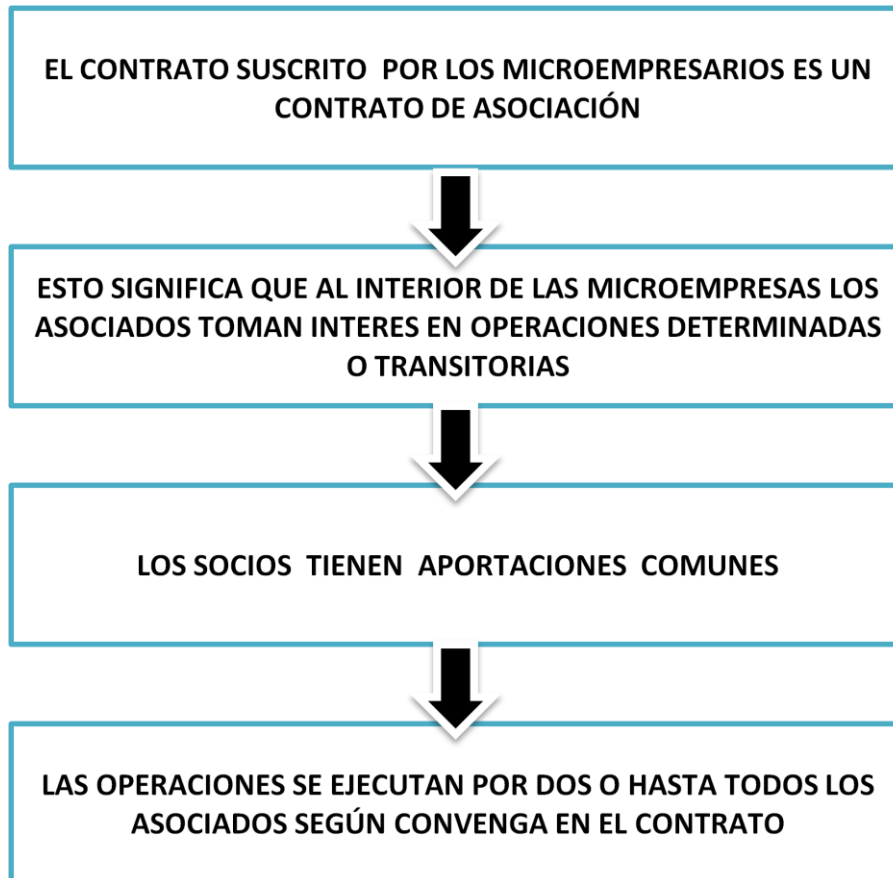 EL CONTRATO SUSCRITO POR LOS MICROEMPRESARIOS ES UN
CONTRATO DE ASOCIACIÓN
ESTO SIGNIFICA QUE AL INTERIOR DE LAS MICROEMPRESAS LOS
ASOCIADOS TOMAN INTERES EN OPERACIONES DETERMINADAS
O TRANSITORIAS
LOS SOCIOS TIENEN APORTACIONES COMUNES
LAS OPERACIONES SE EJECUTAN POR DOS O HASTA TODOS LOS
ASOCIADOS SEGÚN CONVENGA EN EL CONTRATO